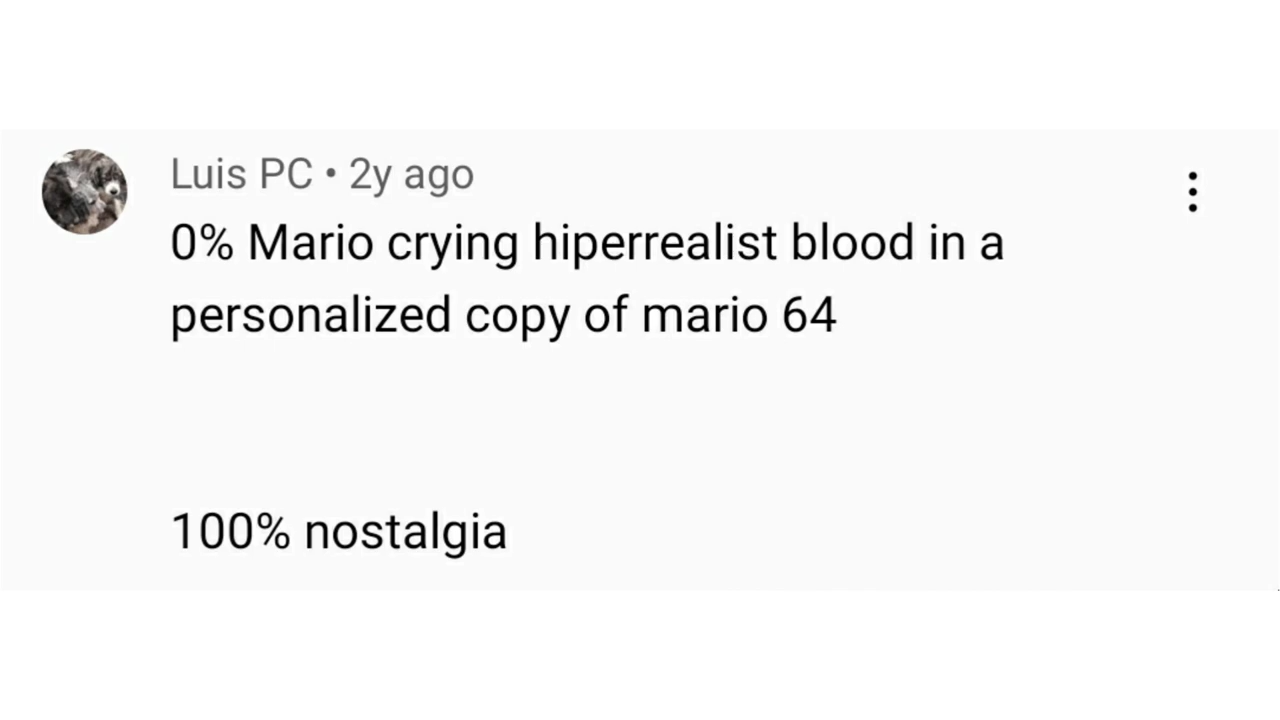 Luis PC • 2y ago
0% Mario crying hiperrealist blood in a
personalized copy of mario 64
100% nostalgia